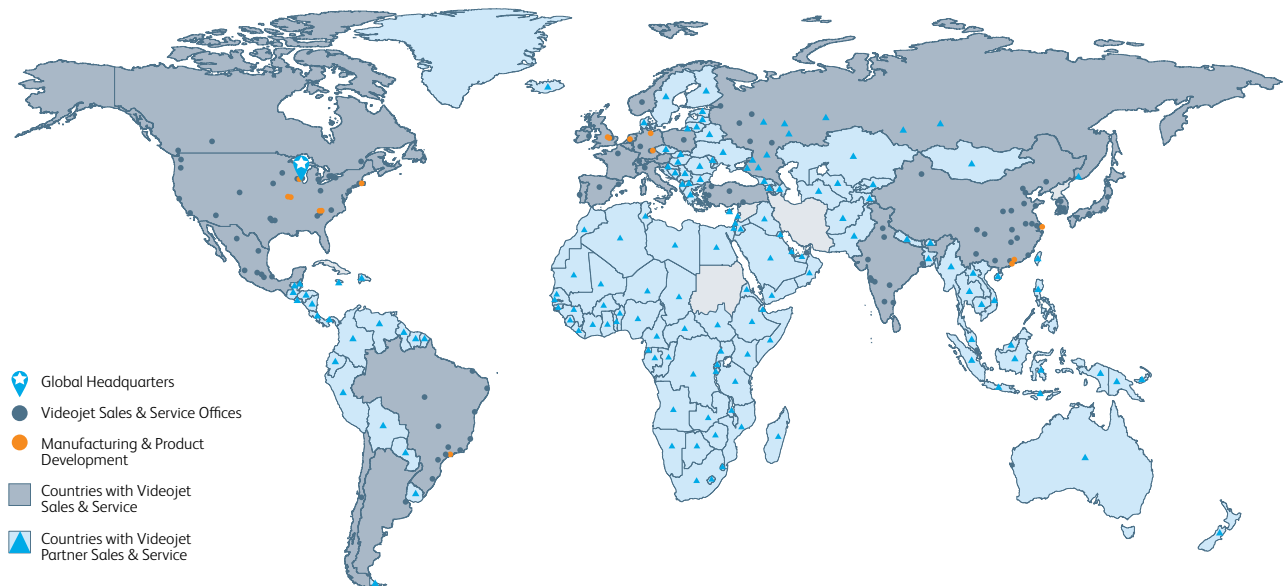 Global Headquarters
Videojet Sales & Service Offices
Manufacturing & Product
Development
Countries with Videojet
Sales & Service
Countries with Videojet
Partner Sales & Service